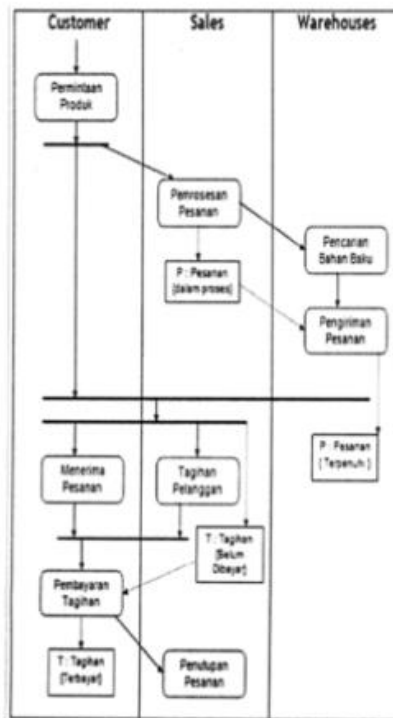 Customer
Sales
Warehouses
Permintaan
Produk
Pemrosesan
Pesanan
Pencarian
Bahan Baku
P : Pesanan
[dalam proses]
Pengiriman
Pesanan
P : Pesanan
[ Terpenuhi ]
Menerima
Pesanan
Tagihan
Pelanggan
T : Tagihan
[Belum
Dibayar]
Pembayaran
Tagihan
T : Tagihan
[Terbayar]
Penutupan
Pesanan